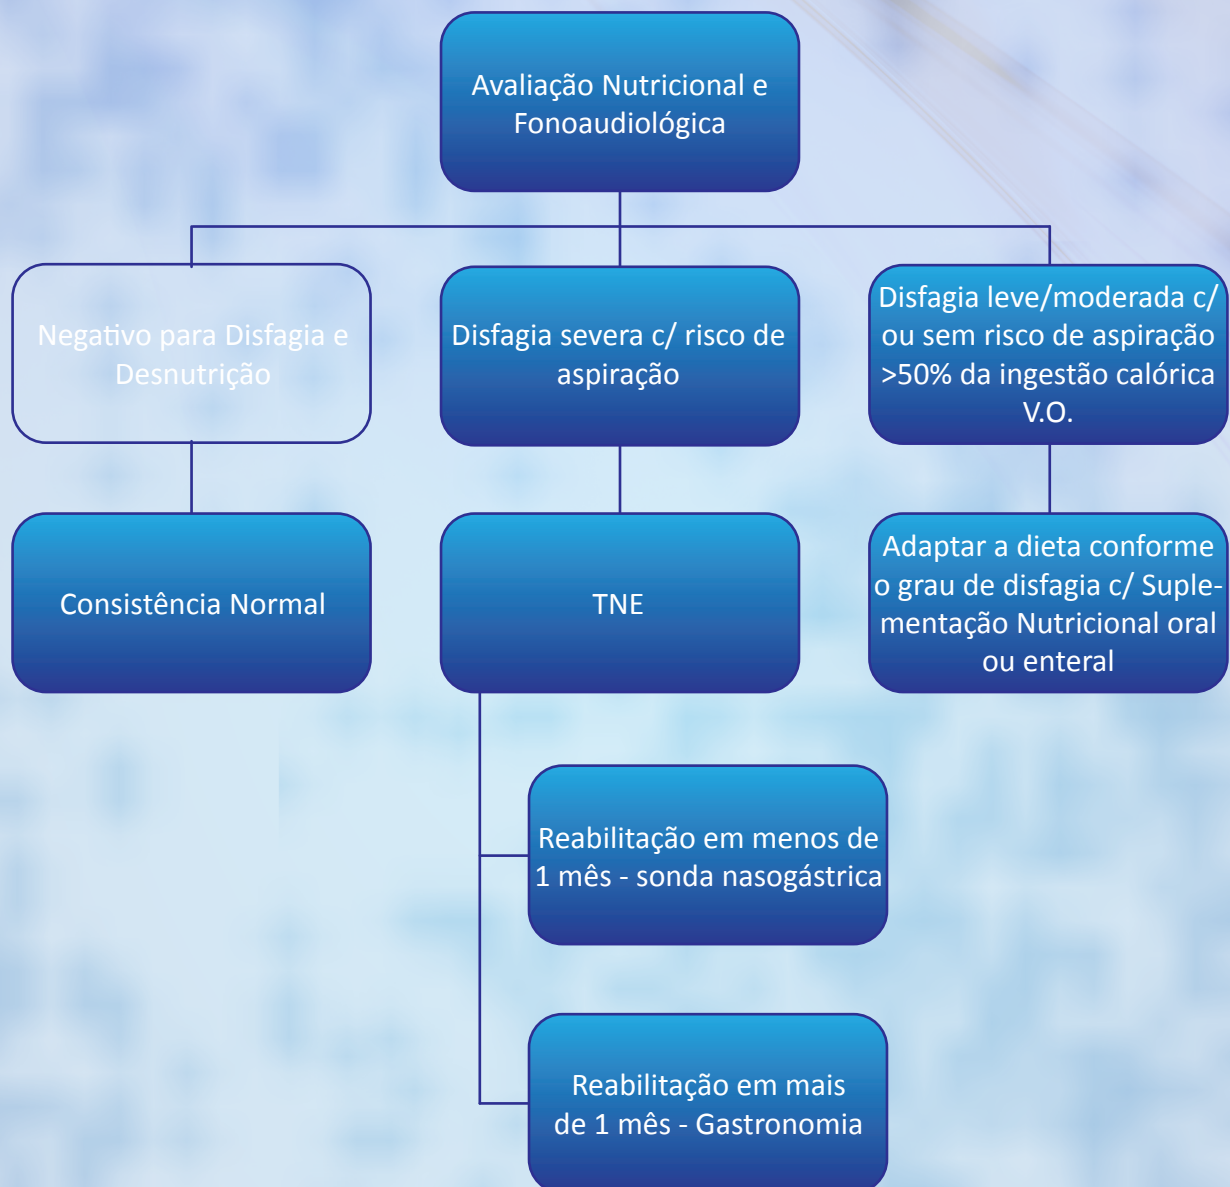 Avaliação Nutricional e
Fonoaudiológica
Negativo para Disfagia e
Desnutrição
Disfagia severa c/ risco de
aspiração
Disfagia leve/moderada c/
ou sem risco de aspiração
>50% da ingestão calórica
V.O.
Consistência Normal
TNE
Adaptar a dieta conforme
o grau de disfagia c/ Suple-
mentação Nutricional oral
ou enteral
Reabilitação em menos de
1 mês - sonda nasogástrica
Reabilitação em mais
de 1 mês - Gastronomia